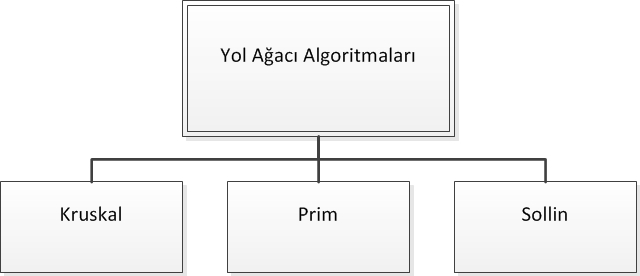 Yol Ağacı Algoritmaları
Kruskal
Prim
Sollin